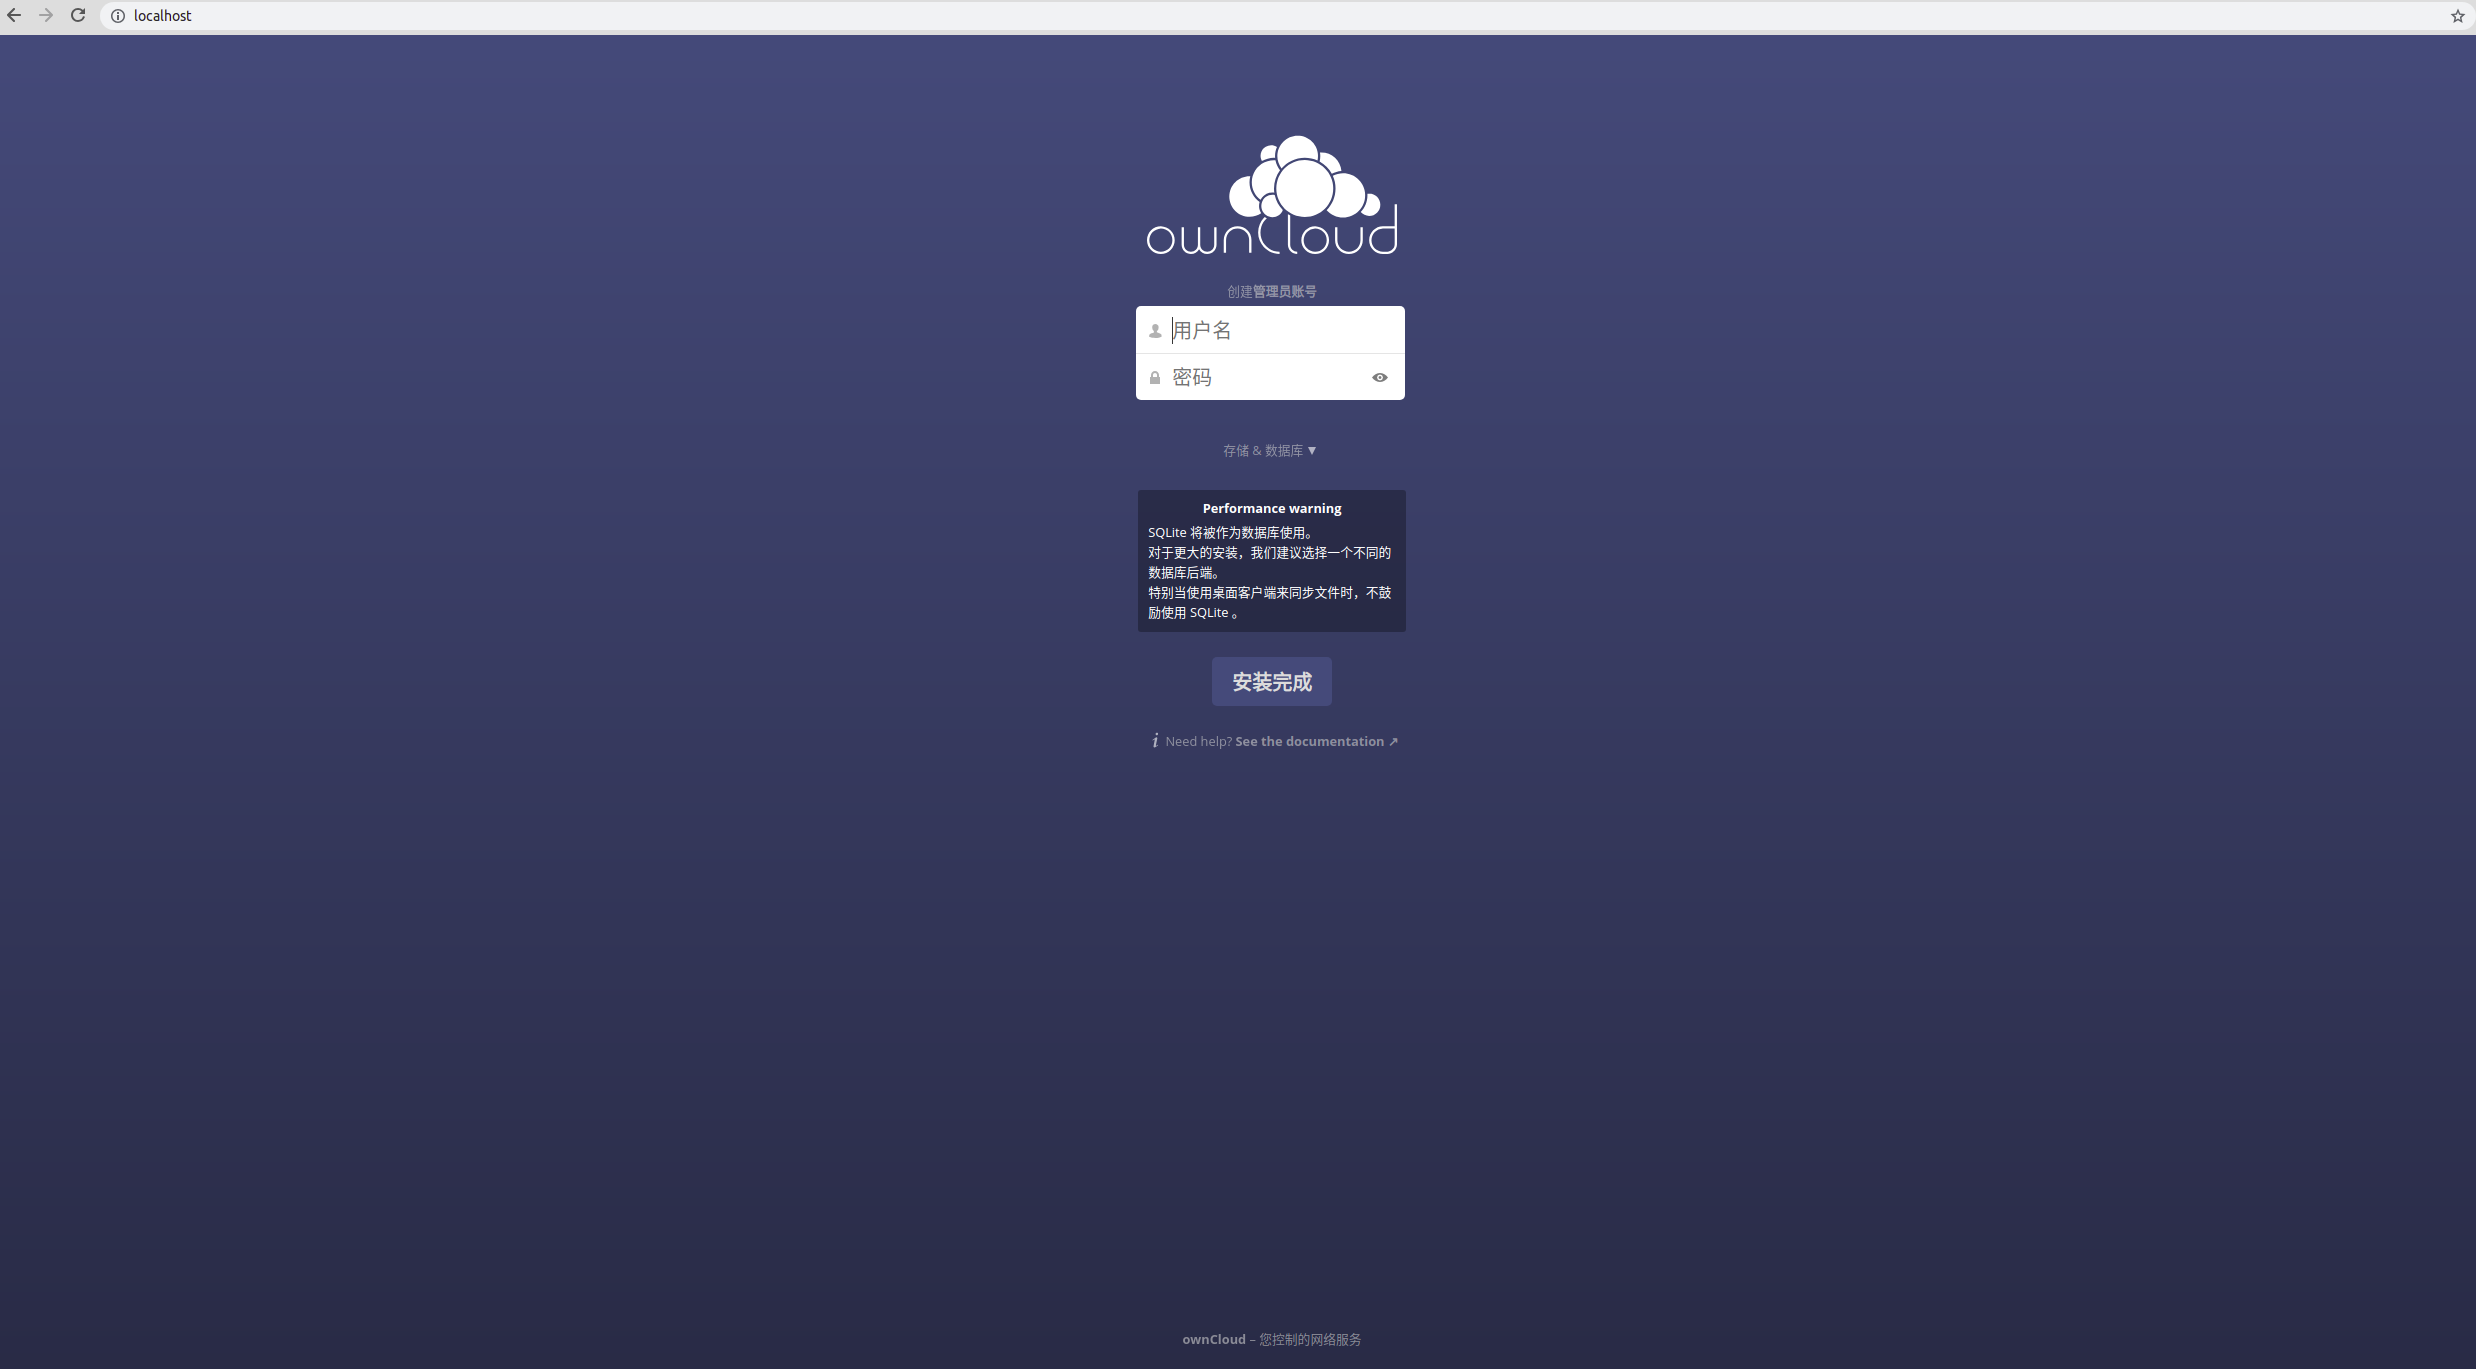 localhost
ownCloud
创建管理员账号
用户名
密码
存储 & 数据库 ▼
Performance warning
SQLite 将被作为数据库使用。
对于更大的安装，我们建议选择一个不同的
数据库后端。
特别当使用桌面客户端来同步文件时，不鼓
励使用 SQLite 。
安装完成
i Need help? See the documentation ↗
ownCloud – 您控制的网络服务